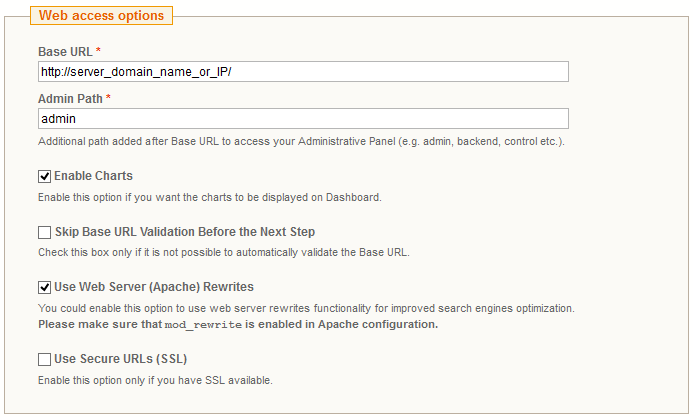 Web access options
Base URL *
http://server_domain_name_or_IP/
Admin Path *
admin
Additional path added after Base URL to access your Administrative Panel (e.g. admin, backend, control etc.).
Enable Charts
Enable this option if you want the charts to be displayed on Dashboard.
Skip Base URL Validation Before the Next Step
Check this box only if it is not possible to automatically validate the Base URL.
Use Web Server (Apache) Rewrites
You could enable this option to use web server rewrites functionality for improved search engines optimization.
Please make sure that mod_rewrite is enabled in Apache configuration.
Use Secure URLs (SSL)
Enable this option only if you have SSL available.